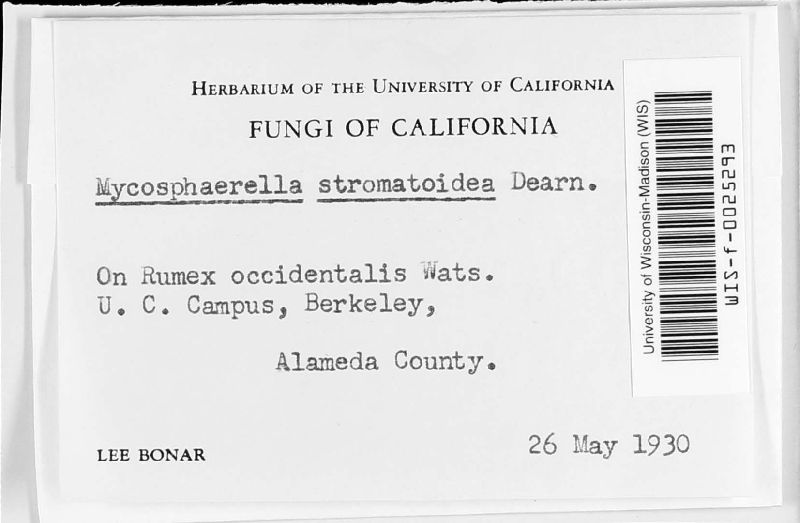 HERBARIUM OF THE UNIVERSITY OF CALIFORNIA
FUNGI OF CALIFORNIA
Mycosphaerella stromatoidea Dearn.
On Rumex occidentalis Wats.
U. C. Campus, Berkeley,
Alameda County.
LEE BONAR
26 May 1930
University of Wisconsin-Madison (WIS)
WIS-f-0025293